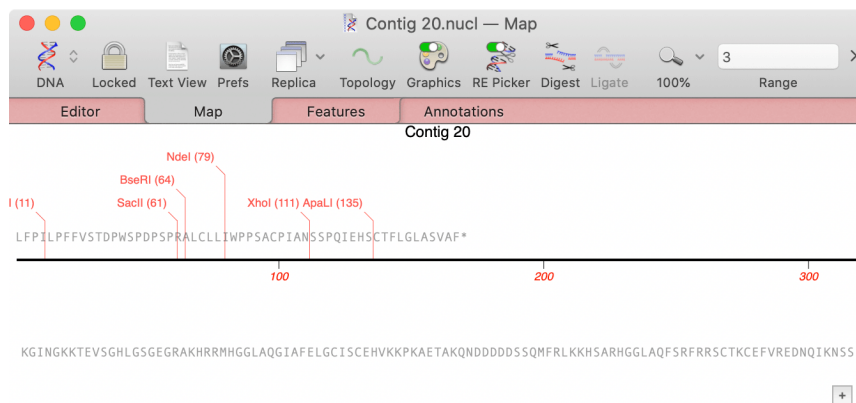 Contig 20.nucl — Map
DNA Locked Text View Prefs Replica Topology Graphics RE Picker Digest Ligate 100% 3 Range
Editor Map Features Annotations
Contig 20
NdeI (79)
BseRI (64)
I (11) SacII (61) XhoI (111) ApaLI (135)
LFPILPFFVSTDPWSPDPSPRALCLLIWPPSACPIANSSPQIEHSCTFLGLASVAF*
100 200 300
KGINGKKTEVSGHLGSGEGRAKHRRMHGGLAQGIAFELGCISCEHVKKPKAETAKQNDDDDDSSQMFRLKKHSARHGGLAQFSRFRRSCTKCEFVREDNQIKNSS
+